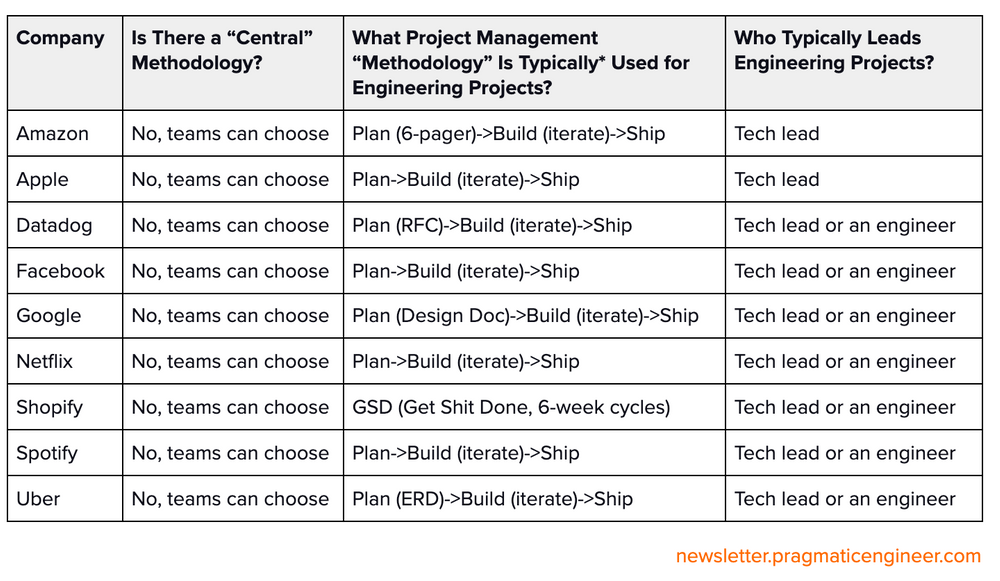 Company
Is There a “Central”
Methodology?
What Project Management
“Methodology” Is Typically* Used for
Engineering Projects?
Who Typically Leads
Engineering Projects?
Amazon No, teams can choose Plan (6-pager)->Build (iterate)->Ship Tech lead
Apple No, teams can choose Plan->Build (iterate)->Ship Tech lead
Datadog No, teams can choose Plan (RFC)->Build (iterate)->Ship Tech lead or an engineer
Facebook No, teams can choose Plan->Build (iterate)->Ship Tech lead or an engineer
Google No, teams can choose Plan (Design Doc)->Build (iterate)->Ship Tech lead or an engineer
Netflix No, teams can choose Plan->Build (iterate)->Ship Tech lead or an engineer
Shopify No, teams can choose GSD (Get Shit Done, 6-week cycles) Tech lead or an engineer
Spotify No, teams can choose Plan->Build (iterate)->Ship Tech lead or an engineer
Uber No, teams can choose Plan (ERD)->Build (iterate)->Ship Tech lead or an engineer
newsletter.pragmaticengineer.com